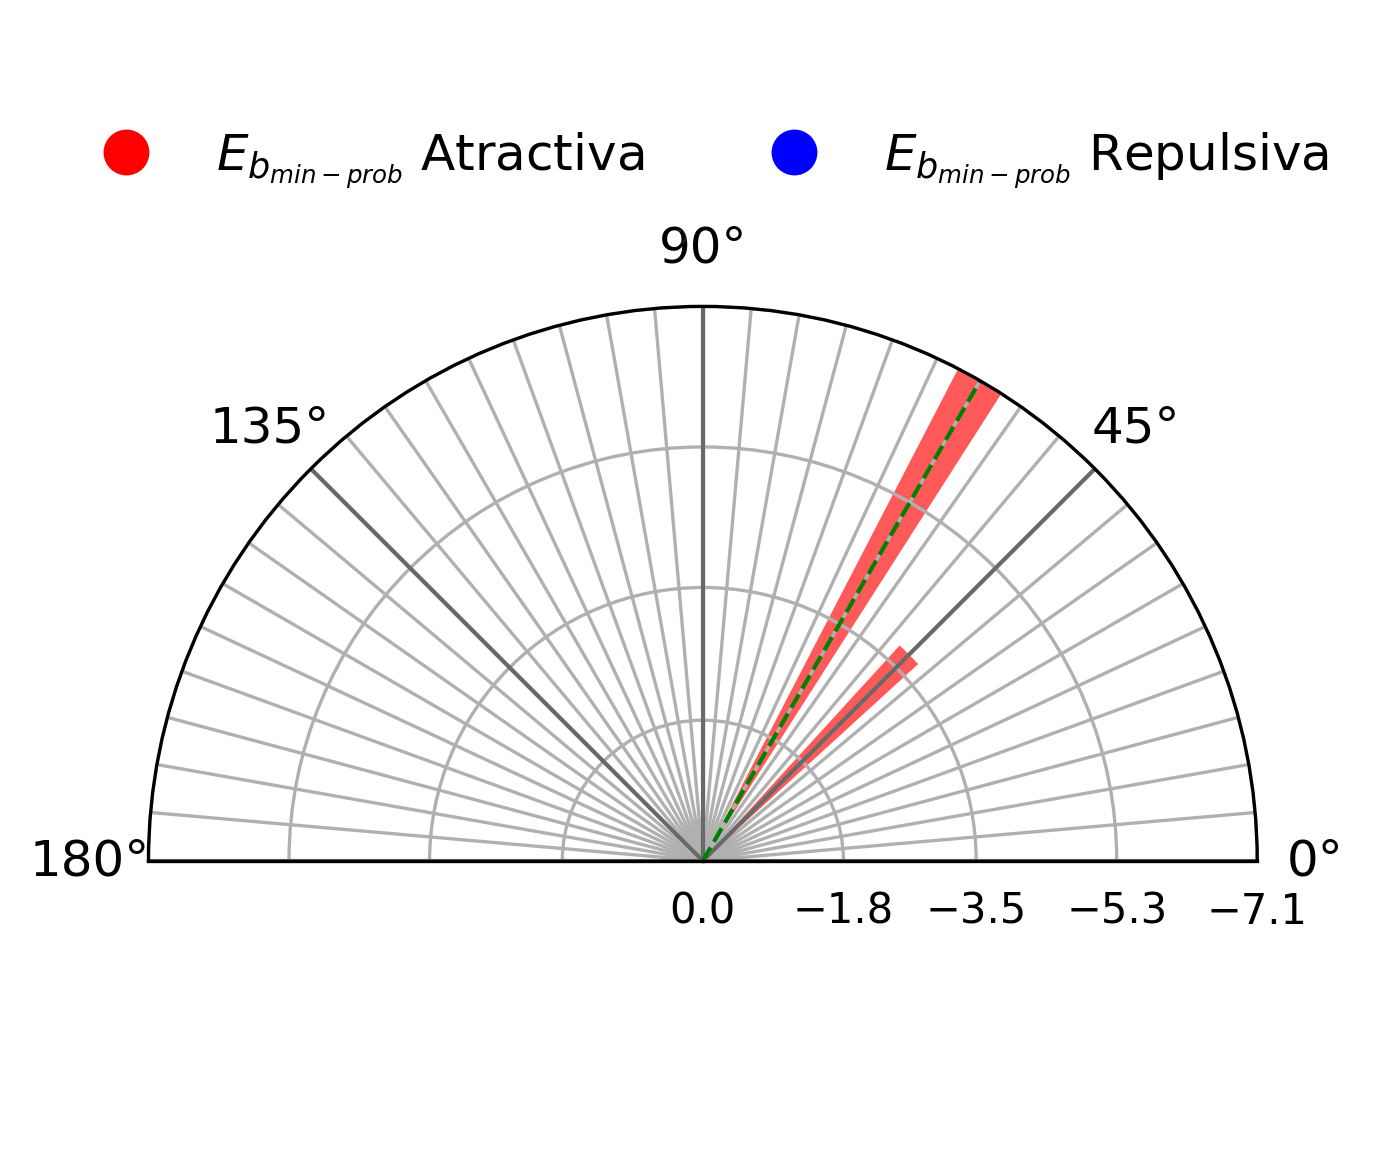 E_{b_{min-prob}} Atractiva E_{b_{min-prob}} Repulsiva
90°
135° 45°
180° 0°
0.0 −1.8 −3.5 −5.3 −7.1